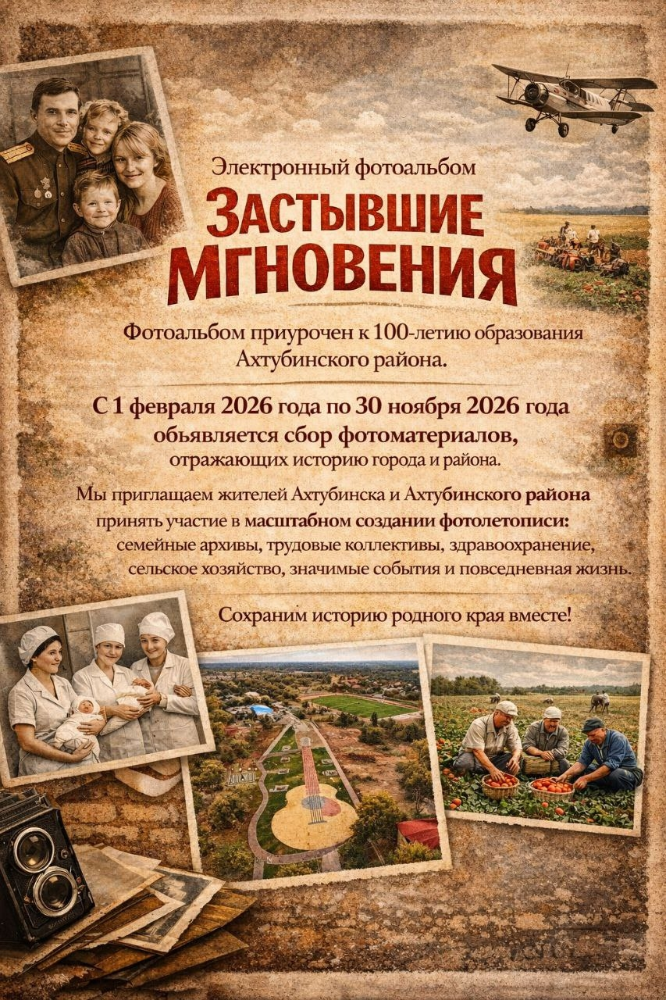 Электронный фотоальбом
ЗАСТЫВШИЕ
МГНОВЕНИЯ
Фотоальбом приурочен к 100-летию образования
Ахтубинского района.
С 1 февраля 2026 года по 30 ноября 2026 года
обьявляется сбор фотоматериалов,
отражающих историю города и района.
Мы приглащаем жителей Ахтубинска и Ахтубинского района
принять участие в масштабном создании фотолетописи:
семейные архивы, трудовые коллективы, здравоохранение,
сельское хозяйство, значимые события и повседневная жизнь.
Сохраним историю родного края вместе!